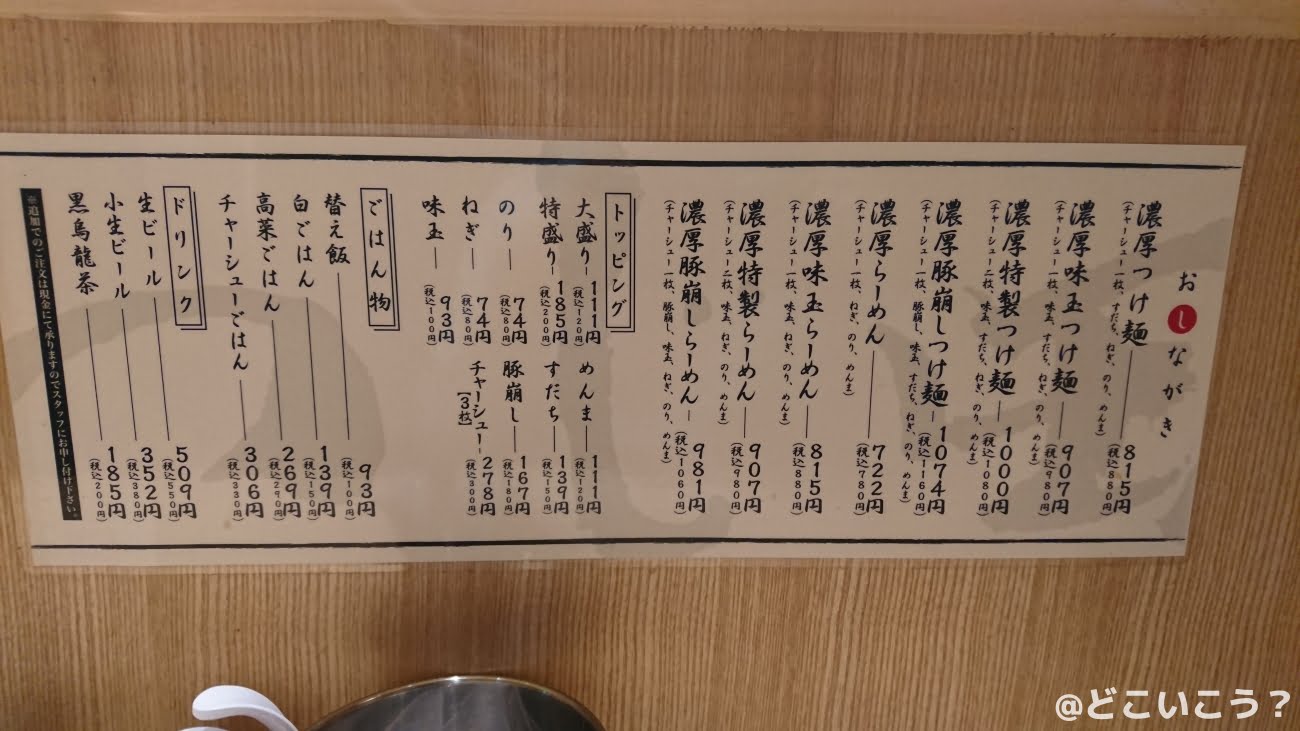 おしながき
濃厚つけ麺 815円
(チャーシュー一枚、すだち、ねぎ、のり、めんま) (税込880円)
濃厚味玉つけ麺 907円
(チャーシュー一枚、味玉、すだち、ねぎ、のり、めんま) (税込980円)
濃厚特製つけ麺 1000円
(チャーシュー二枚、味玉、すだち、ねぎ、のり、めんま) (税込1080円)
濃厚豚崩しつけ麺 1074円
(チャーシュー一枚、豚崩し、味玉、すだち、ねぎ、のり、めんま) (税込1160円)
濃厚らーめん 722円
(チャーシュー一枚、ねぎ、のり、めんま) (税込780円)
濃厚味玉らーめん 815円
(チャーシュー一枚、味玉、ねぎ、のり、めんま) (税込880円)
濃厚特製らーめん 907円
(チャーシュー二枚、味玉、ねぎ、のり、めんま) (税込980円)
濃厚豚崩しらーめん 981円
(チャーシュー一枚、豚崩し、味玉、ねぎ、のり、めんま) (税込1060円)
トッピング
大盛り 111円
(税込120円)
めんま 111円
(税込120円)
特盛り 185円
(税込200円)
すだち 139円
(税込150円)
のり 74円
(税込80円)
豚崩し 167円
(税込180円)
ねぎ 74円
(税込80円)
チャーシュー 278円
[3枚] (税込300円)
味玉 93円
(税込100円)
ごはん物
替え飯 93円
(税込100円)
白ごはん 139円
(税込150円)
高菜ごはん 269円
(税込290円)
チャーシューごはん 306円
(税込330円)
ドリンク
生ビール 509円
(税込550円)
小生ビール 352円
(税込380円)
黒烏龍茶 185円
(税込200円)
※追加でのご注文は現金にて承りますのでスタッフにお申し付け下さい。
@どこいこう？